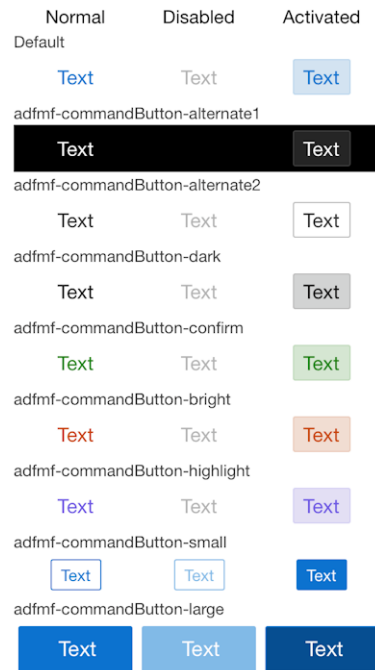 Normal Disabled Activated
Default
Text Text Text
adfmf-commandButton-alternate1
Text Text
adfmf-commandButton-alternate2
Text Text Text
adfmf-commandButton-dark
Text Text Text
adfmf-commandButton-confirm
Text Text Text
adfmf-commandButton-bright
Text Text Text
adfmf-commandButton-highlight
Text Text Text
adfmf-commandButton-small
Text Text Text
adfmf-commandButton-large
Text Text Text